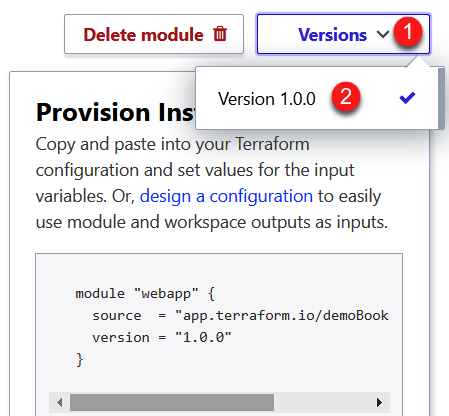 Delete module
Versions
1
Version 1.0.0
2
Provision Ins
Copy and paste into your Terraform
configuration and set values for the input
variables. Or, design a configuration to easily
use module and workspace outputs as inputs.
module "webapp" {
  source  = "app.terraform.io/demoBook
  version = "1.0.0"
}